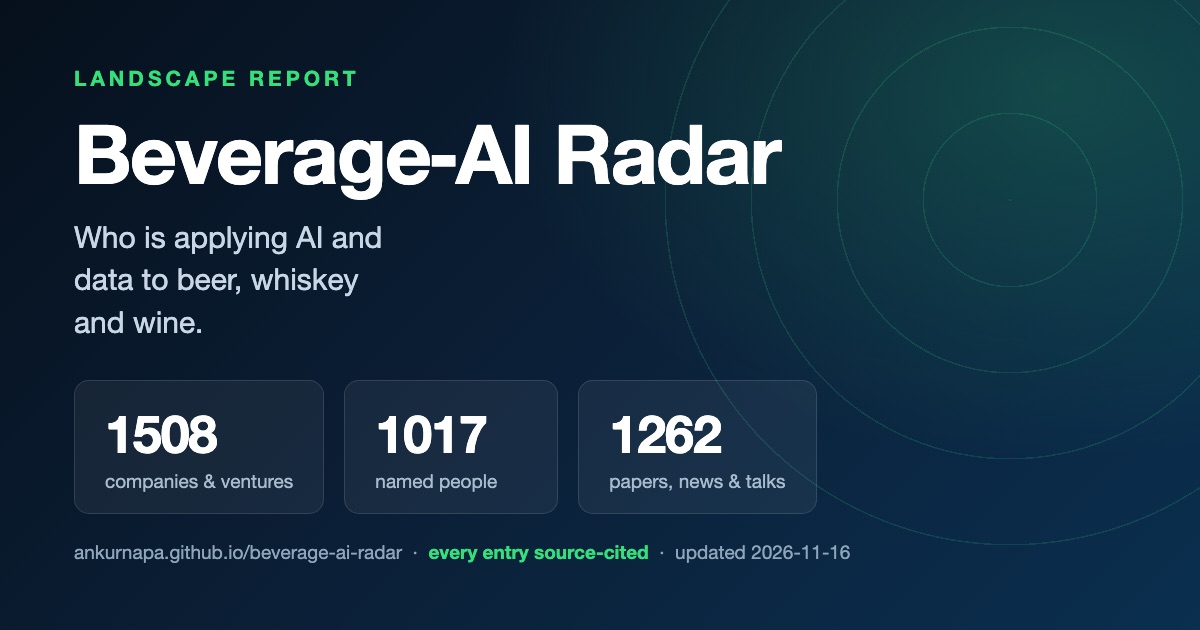 LANDSCAPE REPORT
Beverage-AI Radar
Who is applying AI and
data to beer, whiskey
and wine.
1508
companies & ventures
1017
named people
1262
papers, news & talks
ankurnapa.github.io/beverage-ai-radar · every entry source-cited · updated 2026-11-16